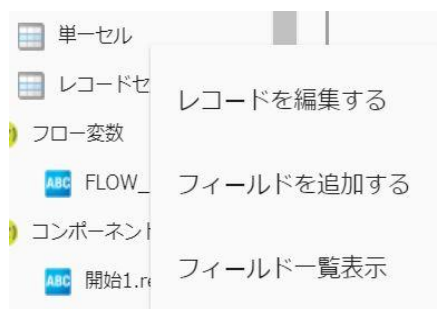 単一セル
レコードセ
フロー変数
ABC FLOW_
コンポーネント
ABC 開始1.re
レコードを編集する
フィールドを追加する
フィールド一覧表示